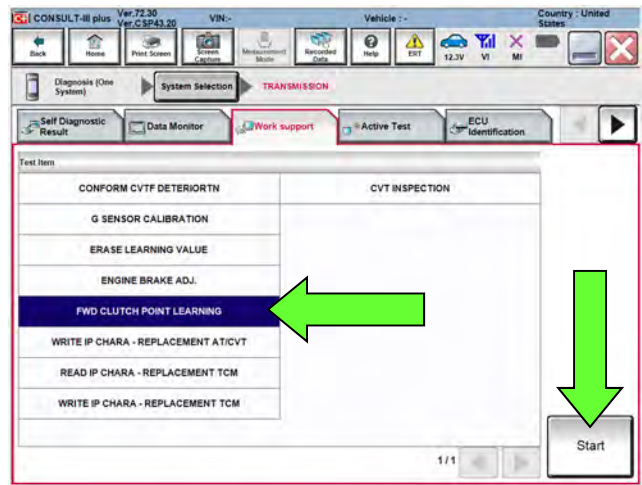 CONSULT-III plus
Ver.72.30
Ver.CSP43.20
VIN:-
Vehicle : -
Country : United
States
Back
Home
Print Screen
Screen
Capture
Measurement
Mode
Recorded
Data
Help
ERT
12.3V
VI
MI
Diagnosis (One
System)
System Selection
TRANSMISSION
Self Diagnostic
Result
Data Monitor
Work support
Active Test
ECU
Identification
Test Item
CONFORM CVTF DETERIORTN
CVT INSPECTION
G SENSOR CALIBRATION
ERASE LEARNING VALUE
ENGINE BRAKE ADJ.
FWD CLUTCH POINT LEARNING
WRITE IP CHARA - REPLACEMENT AT/CVT
READ IP CHARA - REPLACEMENT TCM
WRITE IP CHARA - REPLACEMENT TCM
Start
1/1